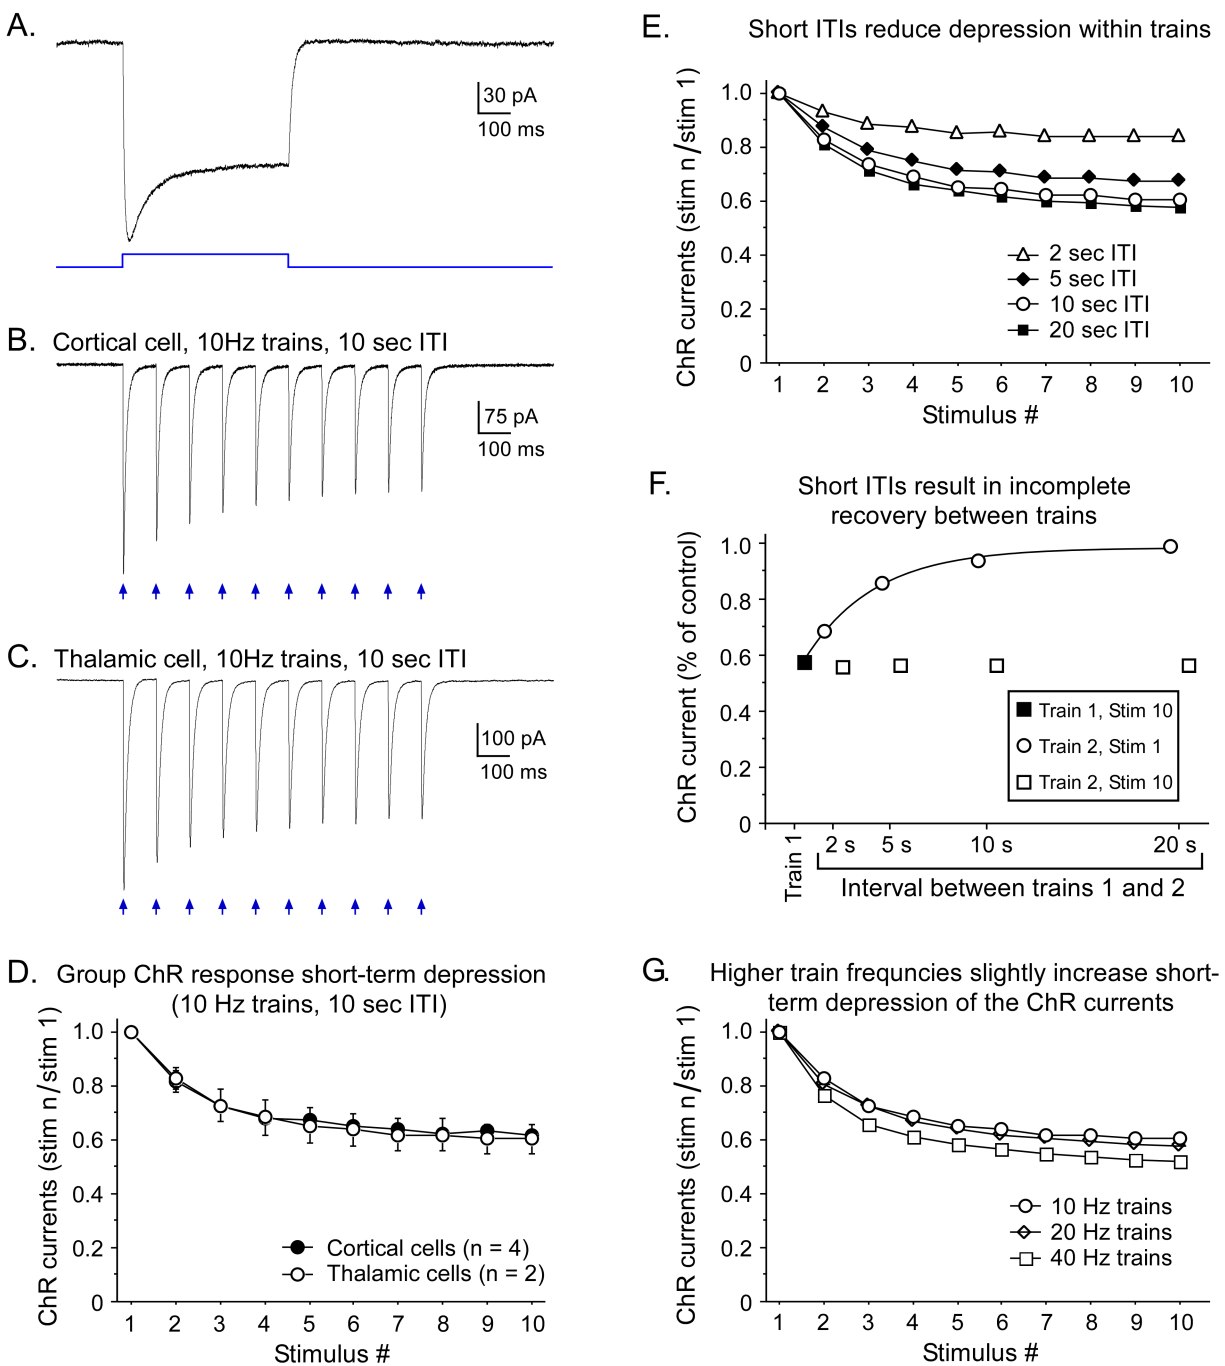 A.
30 pA
100 ms
B. Cortical cell, 10Hz trains, 10 sec ITI
75 pA
100 ms
C. Thalamic cell, 10Hz trains, 10 sec ITI
100 pA
100 ms
D. Group ChR response short-term depression
(10 Hz trains, 10 sec ITI)
ChR currents (stim n/stim 1)
1.0
0.8
0.6
0.4
0.2
0
Cortical cells (n = 4)
Thalamic cells (n = 2)
1 2 3 4 5 6 7 8 9 10
Stimulus #
E. Short ITIs reduce depression within trains
ChR currents (stim n/stim 1)
1.0
0.8
0.6
0.4
0.2
0
2 sec ITI
5 sec ITI
10 sec ITI
20 sec ITI
1 2 3 4 5 6 7 8 9 10
Stimulus #
F. Short ITIs result in incomplete
recovery between trains
ChR current (% of control)
1.0
0.8
0.6
0.4
0.2
0
Train 1, Stim 10
Train 2, Stim 1
Train 2, Stim 10
Train 1 2 s 5 s 10 s 20 s
Interval between trains 1 and 2
G. Higher train frequncies slightly increase short-
term depression of the ChR currents
ChR currents (stim n/stim 1)
1.0
0.8
0.6
0.4
0.2
0
10 Hz trains
20 Hz trains
40 Hz trains
1 2 3 4 5 6 7 8 9 10
Stimulus #